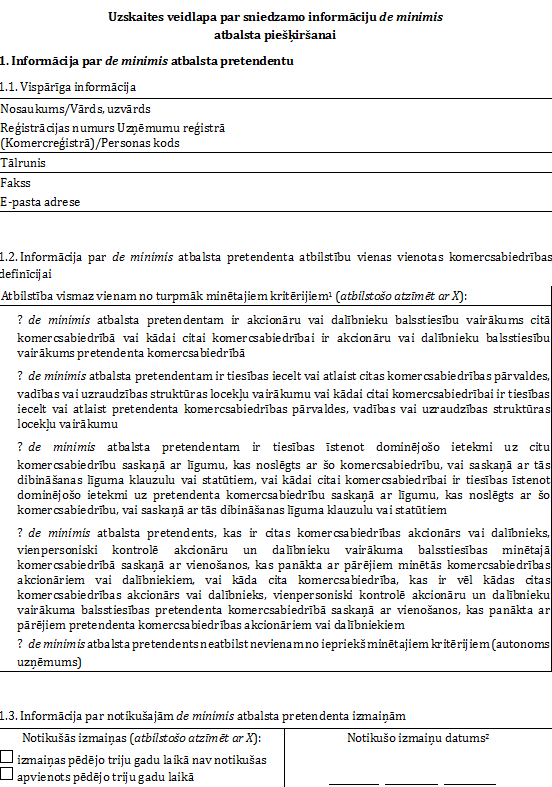 Uzskaites veidlapa par sniedzamo informāciju de minimis
atbalsta piešķiršanai
1. Informācija par de minimis atbalsta pretendentu
1.1. Vispārīga informācija
Nosaukums/Vārds, uzvārds
Reģistrācijas numurs Uzņēmumu reģistrā
(Komercreģistrā)/Personas kods
Tālrunis
Fakss
E-pasta adrese
1.2. Informācija par de minimis atbalsta pretendenta atbilstību vienas vienotas komercsabiedrības
definīcijai
Atbilstība vismaz vienam no turpmāk minētajiem kritērijiem¹ (atbilstošo atzīmēt ar X):
? de minimis atbalsta pretendentam ir akcionāru vai dalībnieku balsstiesību vairākums citā
komercsabiedrībā vai kādai citai komercsabiedrībai ir akcionāru vai dalībnieku balsstiesību
vairākums pretendenta komercsabiedrībā
? de minimis atbalsta pretendentam ir tiesības iecelt vai atlaist citas komercsabiedrības pārvaldes,
vadības vai uzraudzības struktūras locekļu vairākumu vai kādai citai komercsabiedrībai ir tiesības
iecelt vai atlaist pretendenta komercsabiedrības pārvaldes, vadības vai uzraudzības struktūras
locekļu vairākumu
? de minimis atbalsta pretendentam ir tiesības īstenot dominējošo ietekmi uz citu
komercsabiedrību saskaņā ar līgumu, kas noslēgts ar šo komercsabiedrību, vai saskaņā ar tās
dibināšanas līguma klauzulu vai statūtiem, vai kādai citai komercsabiedrībai ir tiesības īstenot
dominējošo ietekmi uz pretendenta komercsabiedrību saskaņā ar līgumu, kas noslēgts ar šo
komercsabiedrību, vai saskaņā ar tās dibināšanas līguma klauzulu vai statūtiem
? de minimis atbalsta pretendents, kas ir citas komercsabiedrības akcionārs vai dalībnieks,
vienpersoniski kontrolē akcionāru un dalībnieku vairākuma balsstiesības minētajā
komercsabiedrībā saskaņā ar vienošanos, kas panākta ar pārējiem minētās komercsabiedrības
akcionāriem vai dalībniekiem, vai kāda cita komercsabiedrība, kas ir vēl kādas citas
komercsabiedrības akcionārs vai dalībnieks, vienpersoniski kontrolē akcionāru un dalībnieku
vairākuma balsstiesības pretendenta komercsabiedrībā saskaņā ar vienošanos, kas panākta ar
pārējiem pretendenta komercsabiedrības akcionāriem vai dalībniekiem
? de minimis atbalsta pretendents neatbilst nevienam no iepriekš minētajiem kritērijiem (autonoms
uzņēmums)
1.3. Informācija par notikušajām de minimis atbalsta pretendenta izmaiņām
Notikušās izmaiņas (atbilstošo atzīmēt ar X):
Notikušo izmaiņu datums²
izmaiņas pēdējo triju gadu laikā nav notikušas
apvienots pēdējo triju gadu laikā